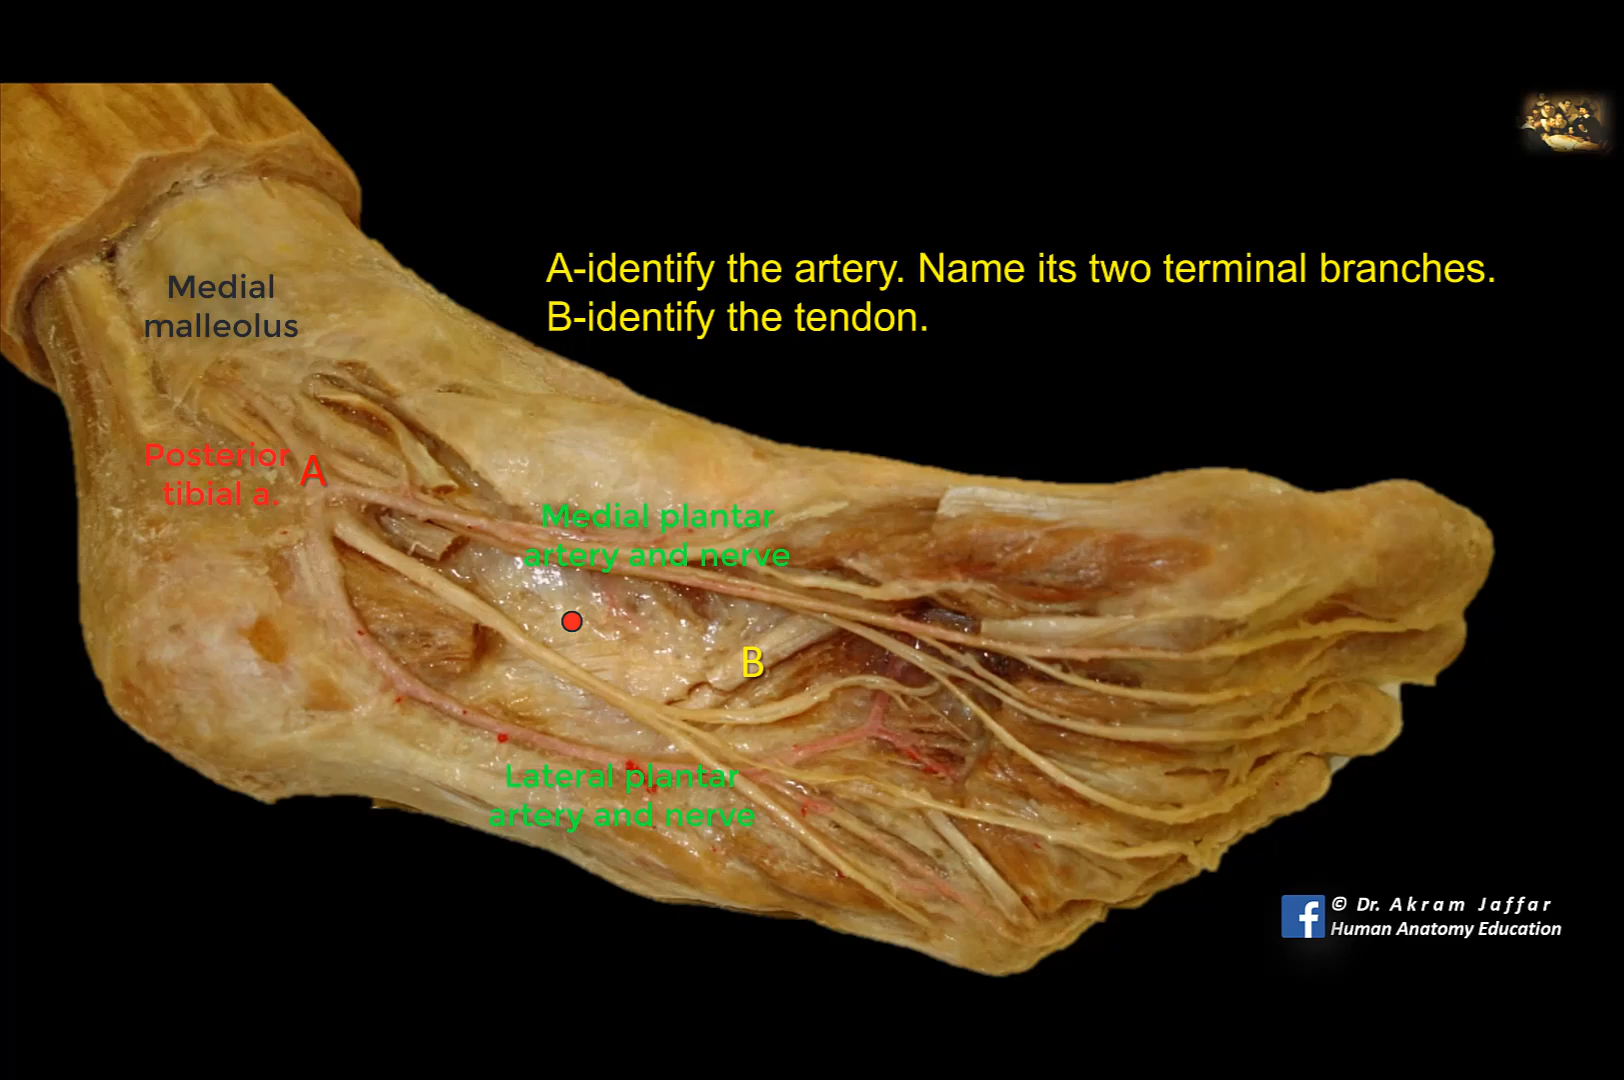 A-identify the artery. Name its two terminal branches.
B-identify the tendon.
Medial
malleolus
Posterior
tibial a.
A
Medial plantar
artery and nerve
B
Lateral plantar
artery and nerve
f
© Dr. Akram Jaffar
Human Anatomy Education